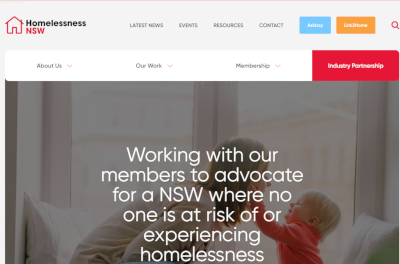 Homelessness
NSW
LATEST NEWS EVENTS RESOURCES CONTACT Askizzy Link2Home
About Us Our Work Membership Industry Partnership
Working with our
members to advocate
for a NSW where no
one is at risk of or
experiencing
homelessness